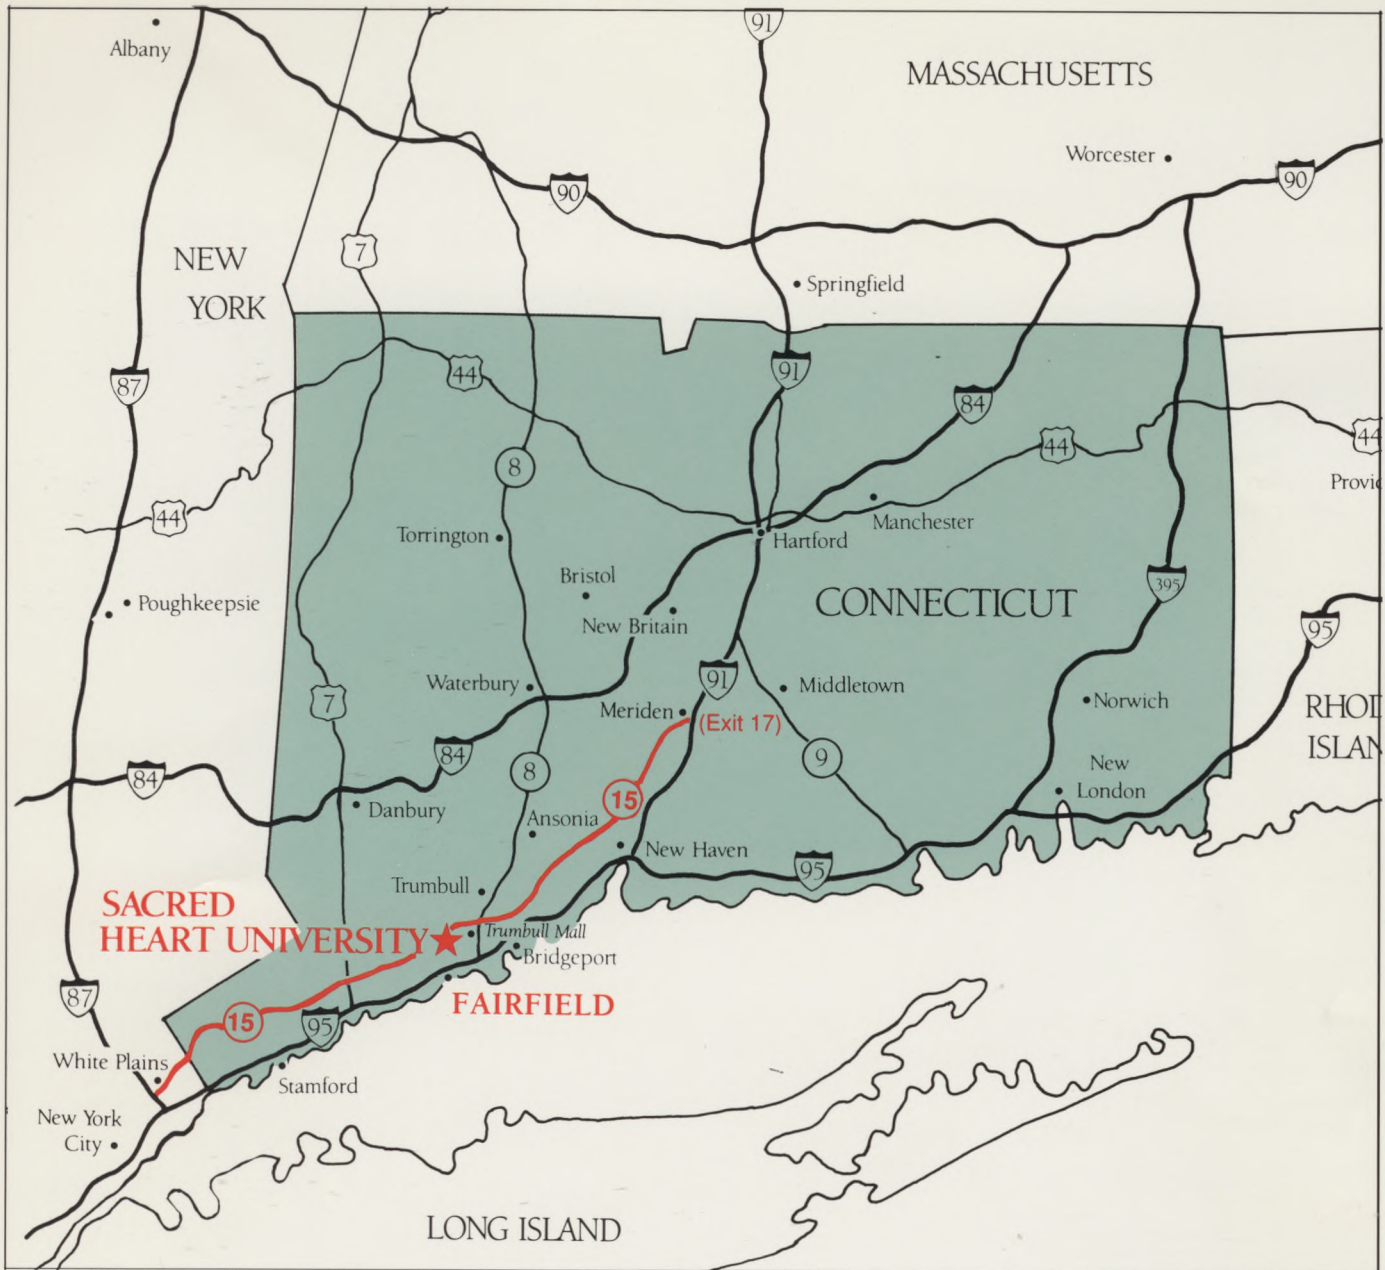 91
Albany
MASSACHUSETTS
Worcester
90
90
7
NEW
YORK
Springfield
87
44
91
84
44
44
8
Provi
44
Torrington
Hartford
Manchester
Bristol
395
Poughkeepsie
CONNECTICUT
New Britain
95
Waterbury
91
Middletown
7
Meriden
(Exit 17)
Norwich
RHOD
ISLAN
84
84
8
9
New
London
15
Danbury
Ansonia
New Haven
95
Trumbull
SACRED
HEART UNIVERSITY
Trumbull Mall
Bridgeport
87
FAIRFIELD
15
95
White Plains
Stamford
New York
City
LONG ISLAND